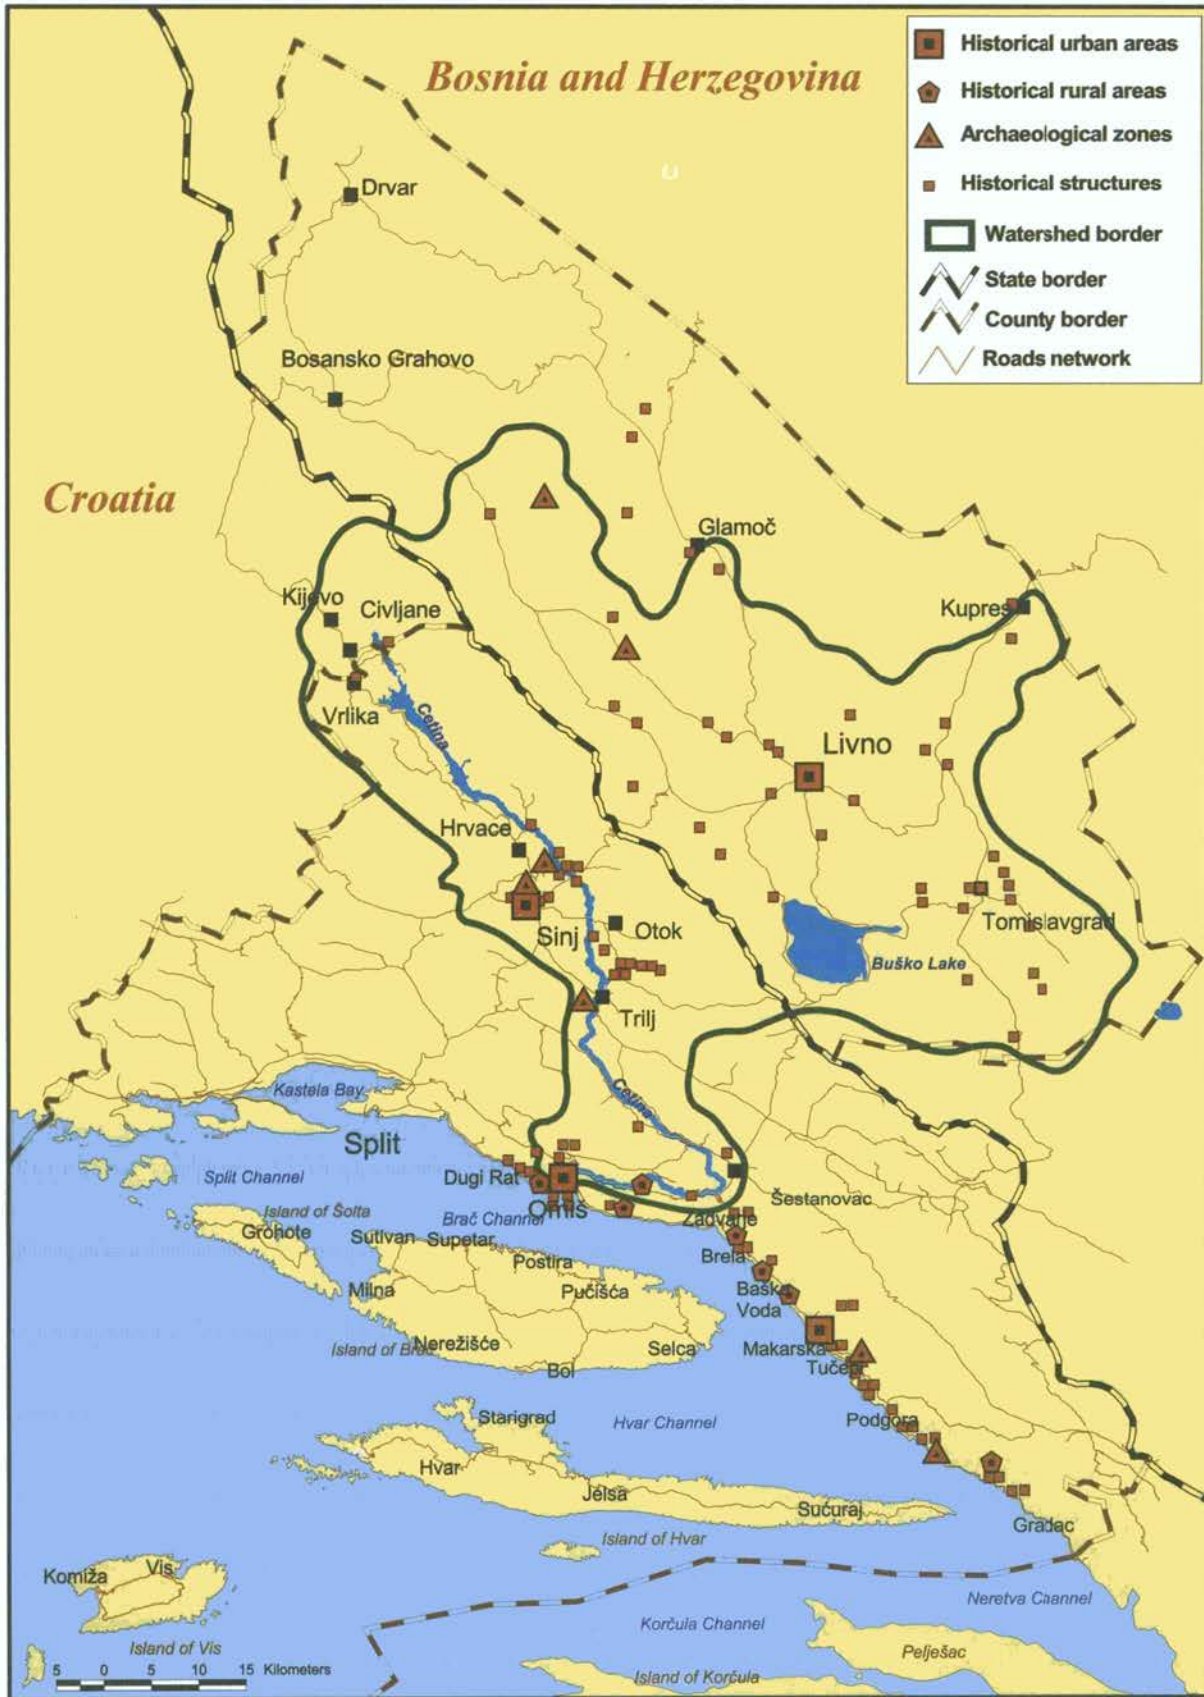 Bosnia and Herzegovina
Historical urban areas
Historical rural areas
Archaeological zones
Historical structures
Watershed border
State border
County border
Roads network
Drvar
Bosansko Grahovo
Croatia
Glamoč
Kijevo
Civljane
Kupres
Vrlika
Cetina
Livno
Hrvace
Sinj
Otok
Tomislavgrad
Buško Lake
Trilj
Kastela Bay
Cetina
Split
Dugi Rat
Split Channel
Šestanovac
Omiš
Island of Šolta
Brač Channel
Zadvarje
Grohote
Sutivan
Supetar
Brela
Postira
Milna
Pučišća
Baška
Voda
Nerežišće
Island of Brač
Selca
Makarska
Bol
Tučepi
Starigrad
Hvar Channel
Podgora
Hvar
Jelsa
Sućuraj
Gradac
Island of Hvar
Komiža
Vis
Neretva Channel
Korčula Channel
Island of Vis
Pelješac
5 0 5 10 15 Kilometers
Island of Korčula